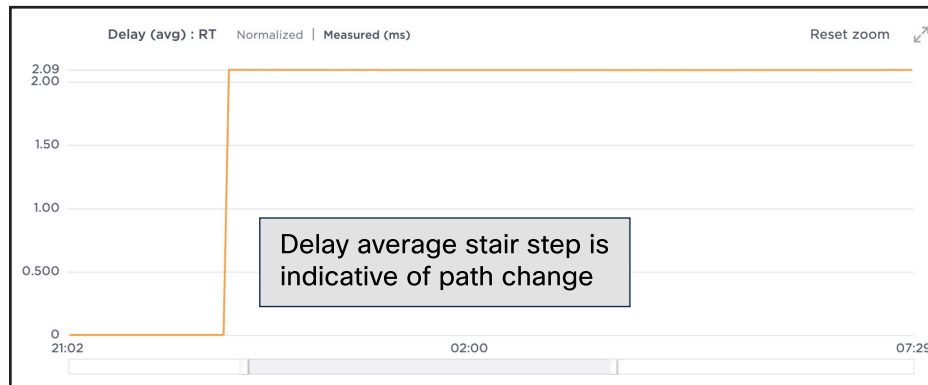 Delay (avg) : RT Normalized | Measured (ms) Reset zoom
2.09
2.00
1.50
1.00
0.500
0
Delay average stair step is
indicative of path change
21:02 02:00 07:29